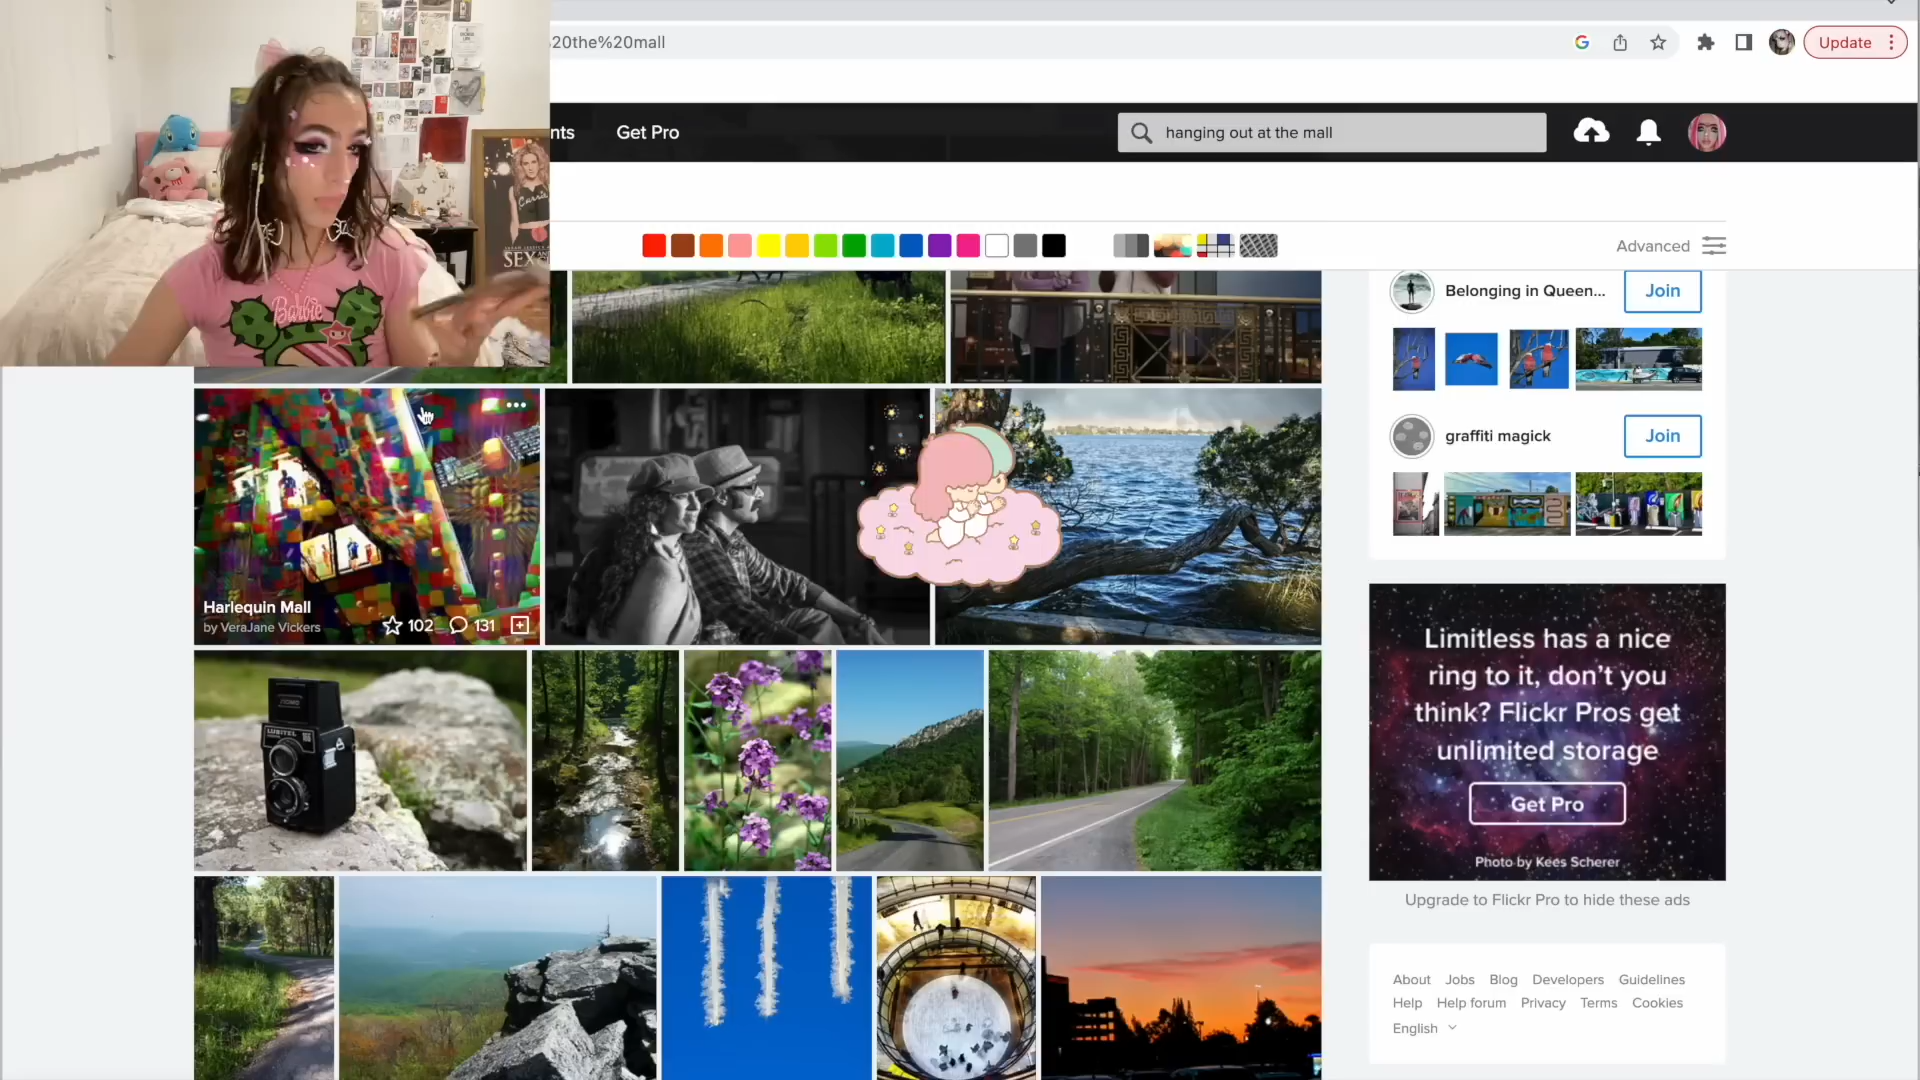 %20the%20mall
Update
nts
Get Pro
hanging out at the mall
Advanced
Carrie
SEX
Barbie
Belonging in Queen...
Join
graffiti magick
Join
Harlequin Mall
by VeraJane Vickers
102
131
LUBITEL
Limitless has a nice
ring to it, don't you
think? Flickr Pros get
unlimited storage
Get Pro
Photo by Kees Scherer
Upgrade to Flickr Pro to hide these ads
About Jobs Blog Developers Guidelines
Help Help forum Privacy Terms Cookies
English